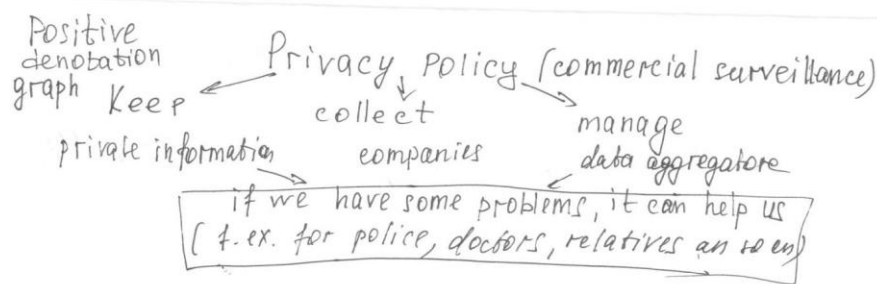 Positive
denotation
graph
Privacy policy (commercial surveillance)
Keep
private information
collect
companies
manage
data aggregatore
if we have some problems, it can help us
(f.ex. for police, doctors, relatives an so en)